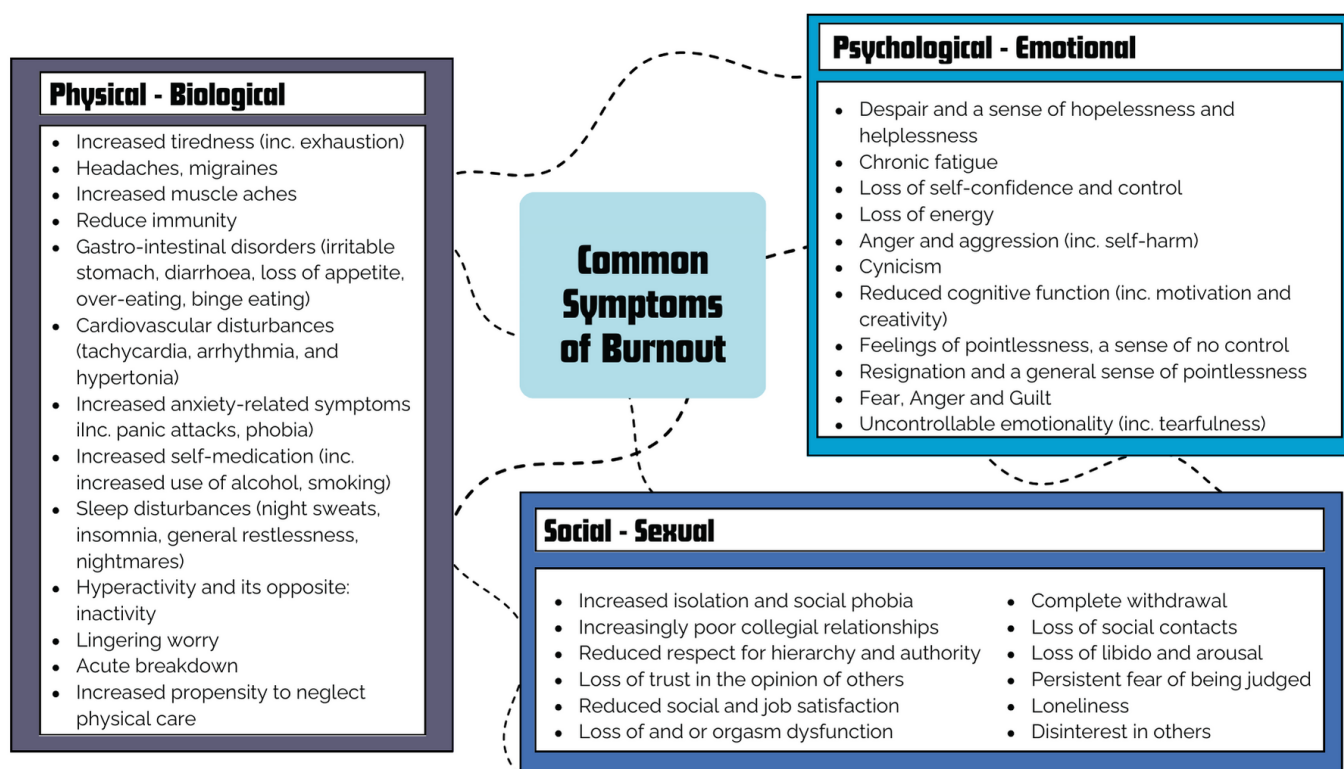 Physical - Biological
• Increased tiredness (inc. exhaustion)
• Headaches, migraines
• Increased muscle aches
• Reduce immunity
• Gastro-intestinal disorders (irritable
stomach, diarrhoea, loss of appetite,
over-eating, binge eating)
• Cardiovascular disturbances
(tachycardia, arrhythmia, and
hypertonia)
• Increased anxiety-related symptoms
iInc. panic attacks, phobia)
• Increased self-medication (inc.
increased use of alcohol, smoking)
• Sleep disturbances (night sweats,
insomnia, general restlessness,
nightmares)
• Hyperactivity and its opposite:
inactivity
• Lingering worry
• Acute breakdown
• Increased propensity to neglect
physical care
Common
Symptoms
of Burnout
Psychological - Emotional
• Despair and a sense of hopelessness and
helplessness
• Chronic fatigue
• Loss of self-confidence and control
• Loss of energy
• Anger and aggression (inc. self-harm)
• Cynicism
• Reduced cognitive function (inc. motivation and
creativity)
• Feelings of pointlessness, a sense of no control
• Resignation and a general sense of pointlessness
• Fear, Anger and Guilt
• Uncontrollable emotionality (inc. tearfulness)
Social - Sexual
• Increased isolation and social phobia
• Increasingly poor collegial relationships
• Reduced respect for hierarchy and authority
• Loss of trust in the opinion of others
• Reduced social and job satisfaction
• Loss of and or orgasm dysfunction
• Complete withdrawal
• Loss of social contacts
• Loss of libido and arousal
• Persistent fear of being judged
• Loneliness
• Disinterest in others